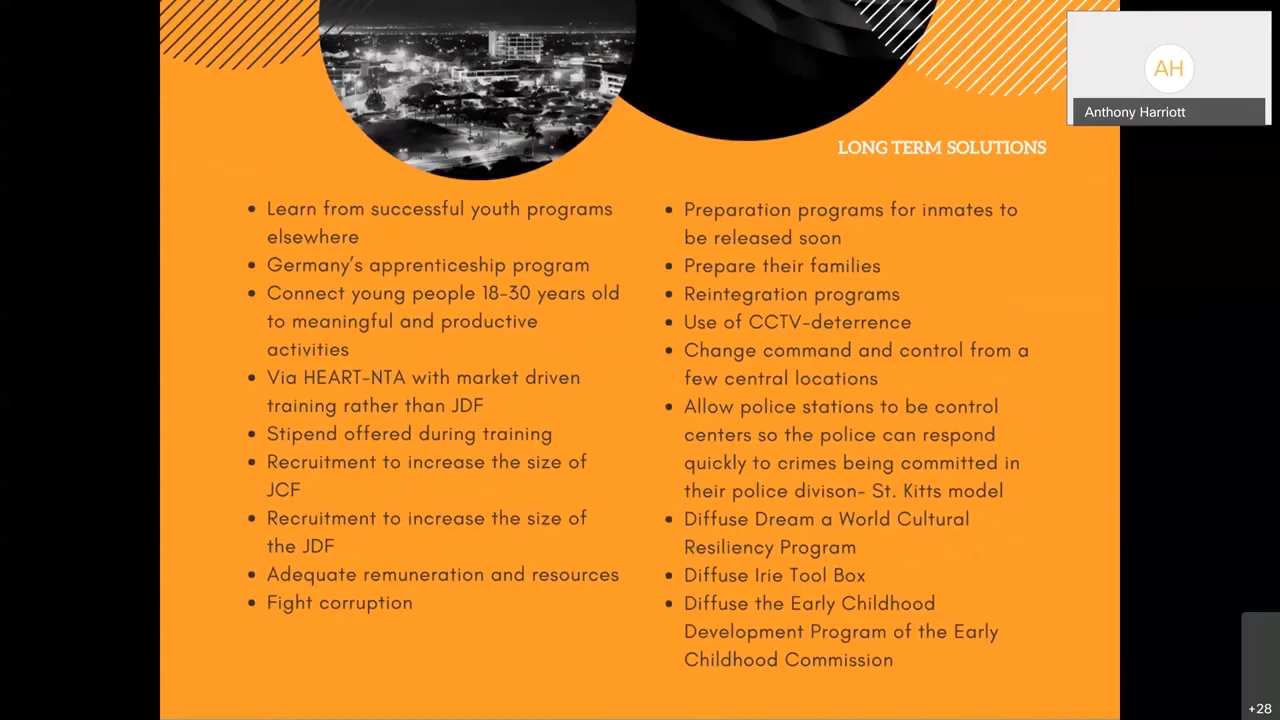 AH
Anthony Harriott
LONG TERM SOLUTIONS
• Learn from successful youth programs
elsewhere
• Germany's apprenticeship program
• Connect young people 18-30 years old
to meaningful and productive
activities
• Via HEART-NTA with market driven
training rather than JDF
• Stipend offered during training
• Recruitment to increase the size of
JCF
• Recruitment to increase the size of
the JDF
• Adequate remuneration and resources
• Fight corruption
• Preparation programs for inmates to
be released soon
• Prepare their families
• Reintegration programs
• Use of CCTV-deterrence
• Change command and control from a
few central locations
• Allow police stations to be control
centers so the police can respond
quickly to crimes being committed in
their police divison- St. Kitts model
• Diffuse Dream a World Cultural
Resiliency Program
• Diffuse Irie Tool Box
• Diffuse the Early Childhood
Development Program of the Early
Childhood Commission
+28